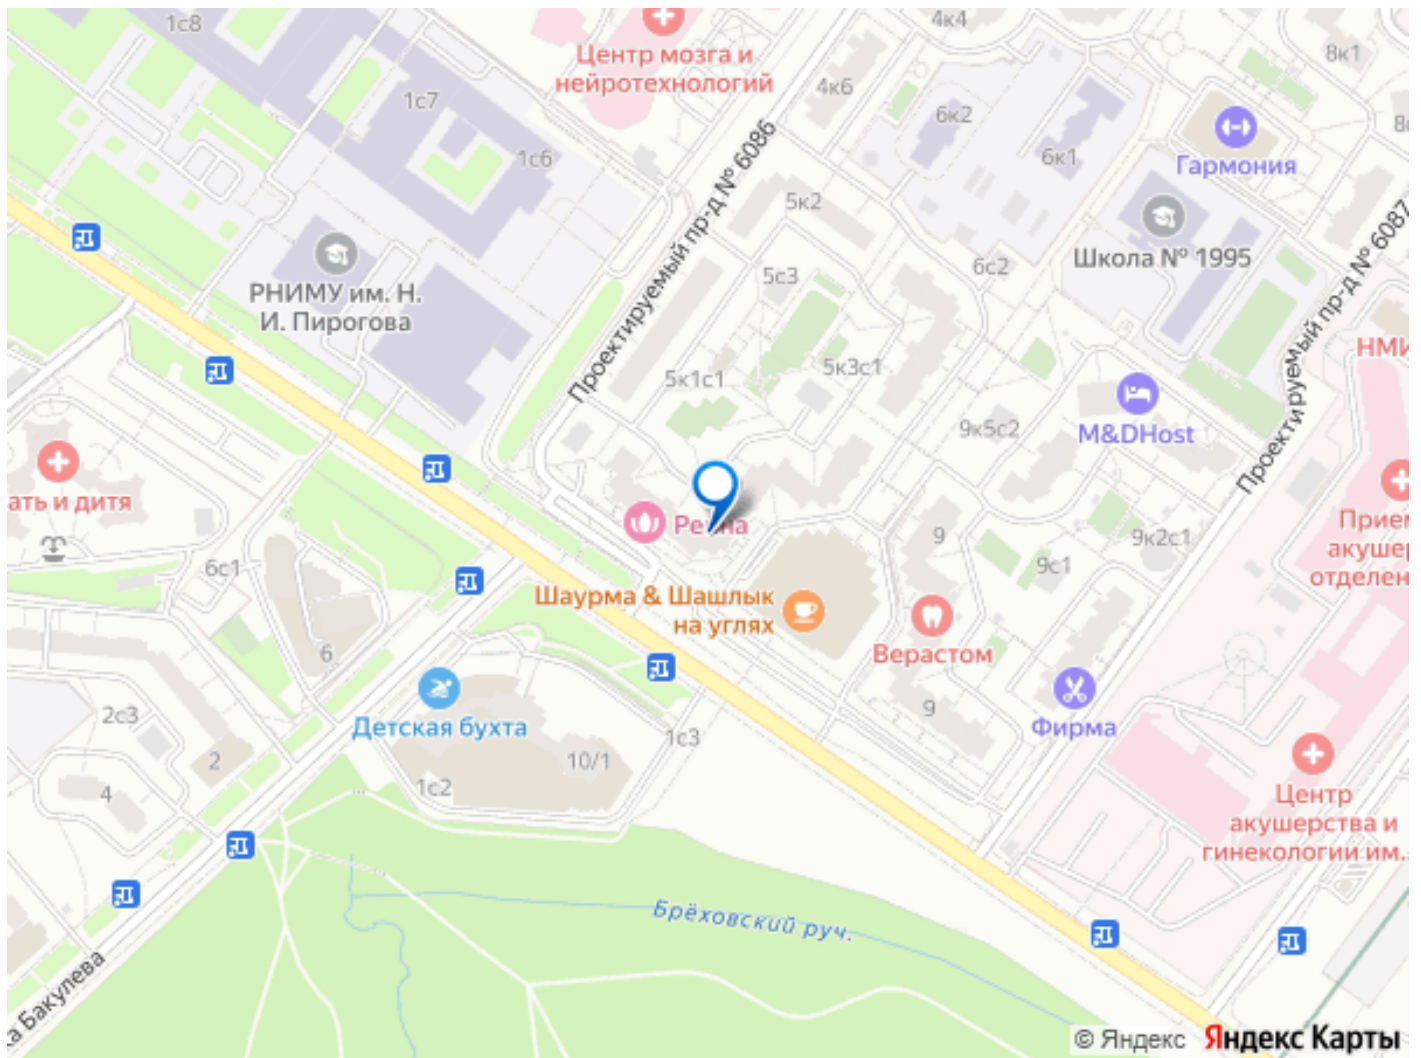 1с8
4к4
Центр мозга и
нейротехнологий
8к1
1с7
4к6
6к2
1с6
6к1
Гармония
Проектируемый пр-д № 6086
5к2
Школа № 1995
6с2
5с3
Проектируемый пр-д № 6087
РНИМУ им. Н.
И. Пирогова
5к1с1
5к3с1
M&DHost
9к5с2
9
9с1
9к2с1
Шаурма & Шашлык
на углях
Верастом
6с1
6
Детская бухта
2с3
2
4
1с3
10/1
1с2
9
Фирма
Центр
акушерства и
гинекологии им.
Брёховский руч.
Бакулева
© Яндекс Яндекс Карты